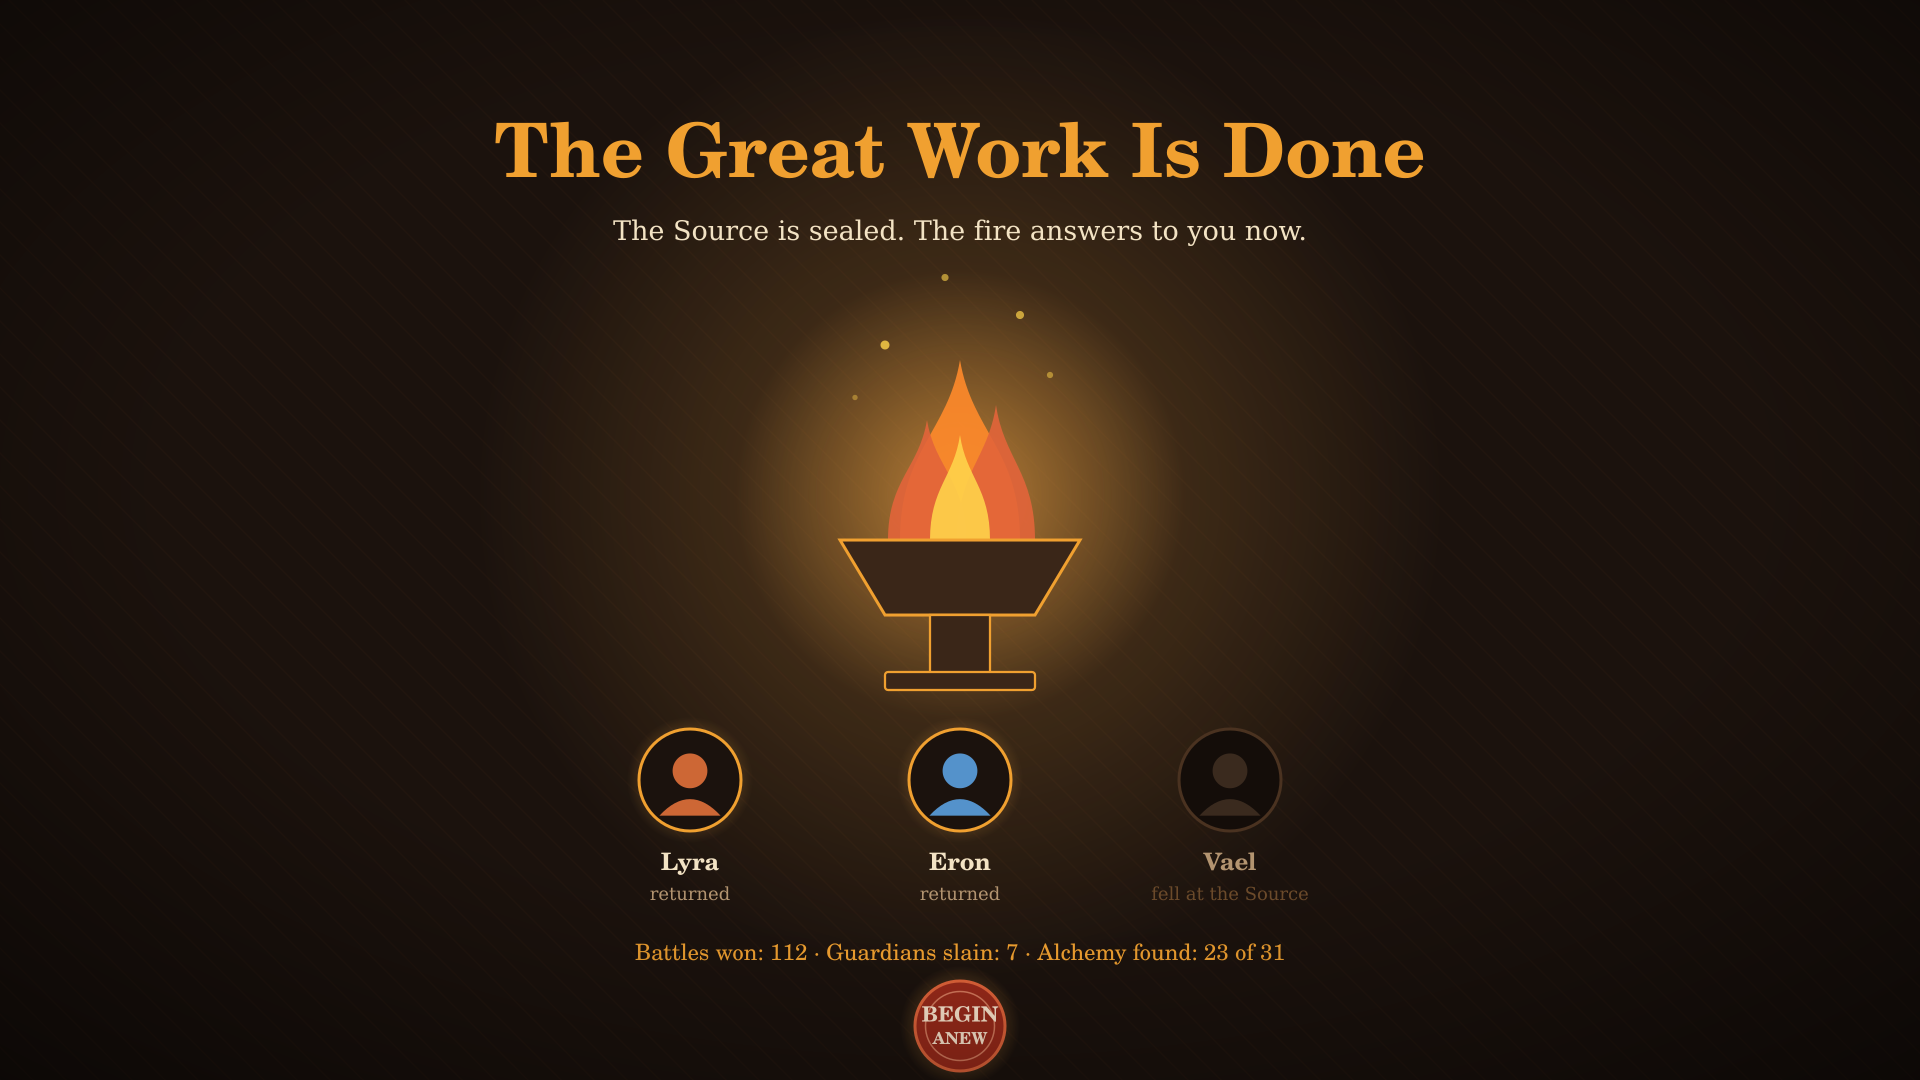 The Great Work Is Done
The Source is sealed. The fire answers to you now.
Lyra
returned
Eron
returned
Vael
fell at the Source
Battles won: 112 · Guardians slain: 7 · Alchemy found: 23 of 31
BEGIN
ANEW